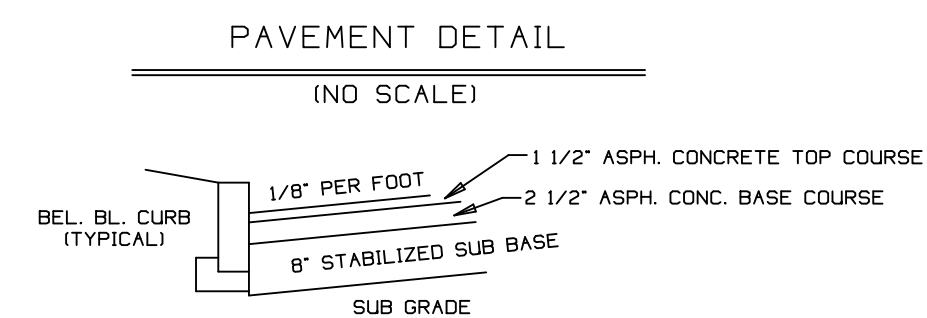 PAVEMENT DETAIL
(NO SCALE)
1 1/2" ASPH. CONCRETE TOP COURSE
1/8" PER FOOT
2 1/2" ASPH. CONC. BASE COURSE
BEL. BL. CURB
(TYPICAL)
8" STABILIZED SUB BASE
SUB GRADE